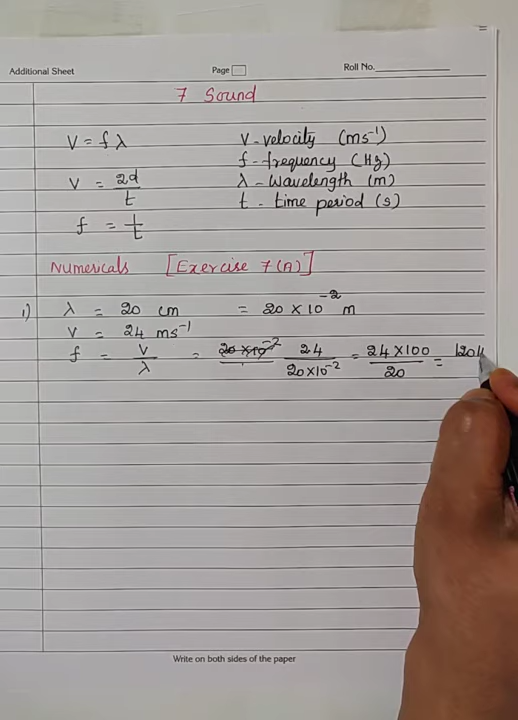 Additional Sheet Page Roll No.
7 Sound
V = f λ V - velocity (ms⁻¹)
f - frequency (Hz)
V = 2d/t λ - Wavelength (m)
t - time period (s)
f = 1/t
Numericals [Exercise 7(A)]
1) λ = 20 cm = 20 × 10⁻² m
V = 24 ms⁻¹
f = V/λ = 24/20×10⁻² = 24×100/20 = 120
Write on both sides of the paper